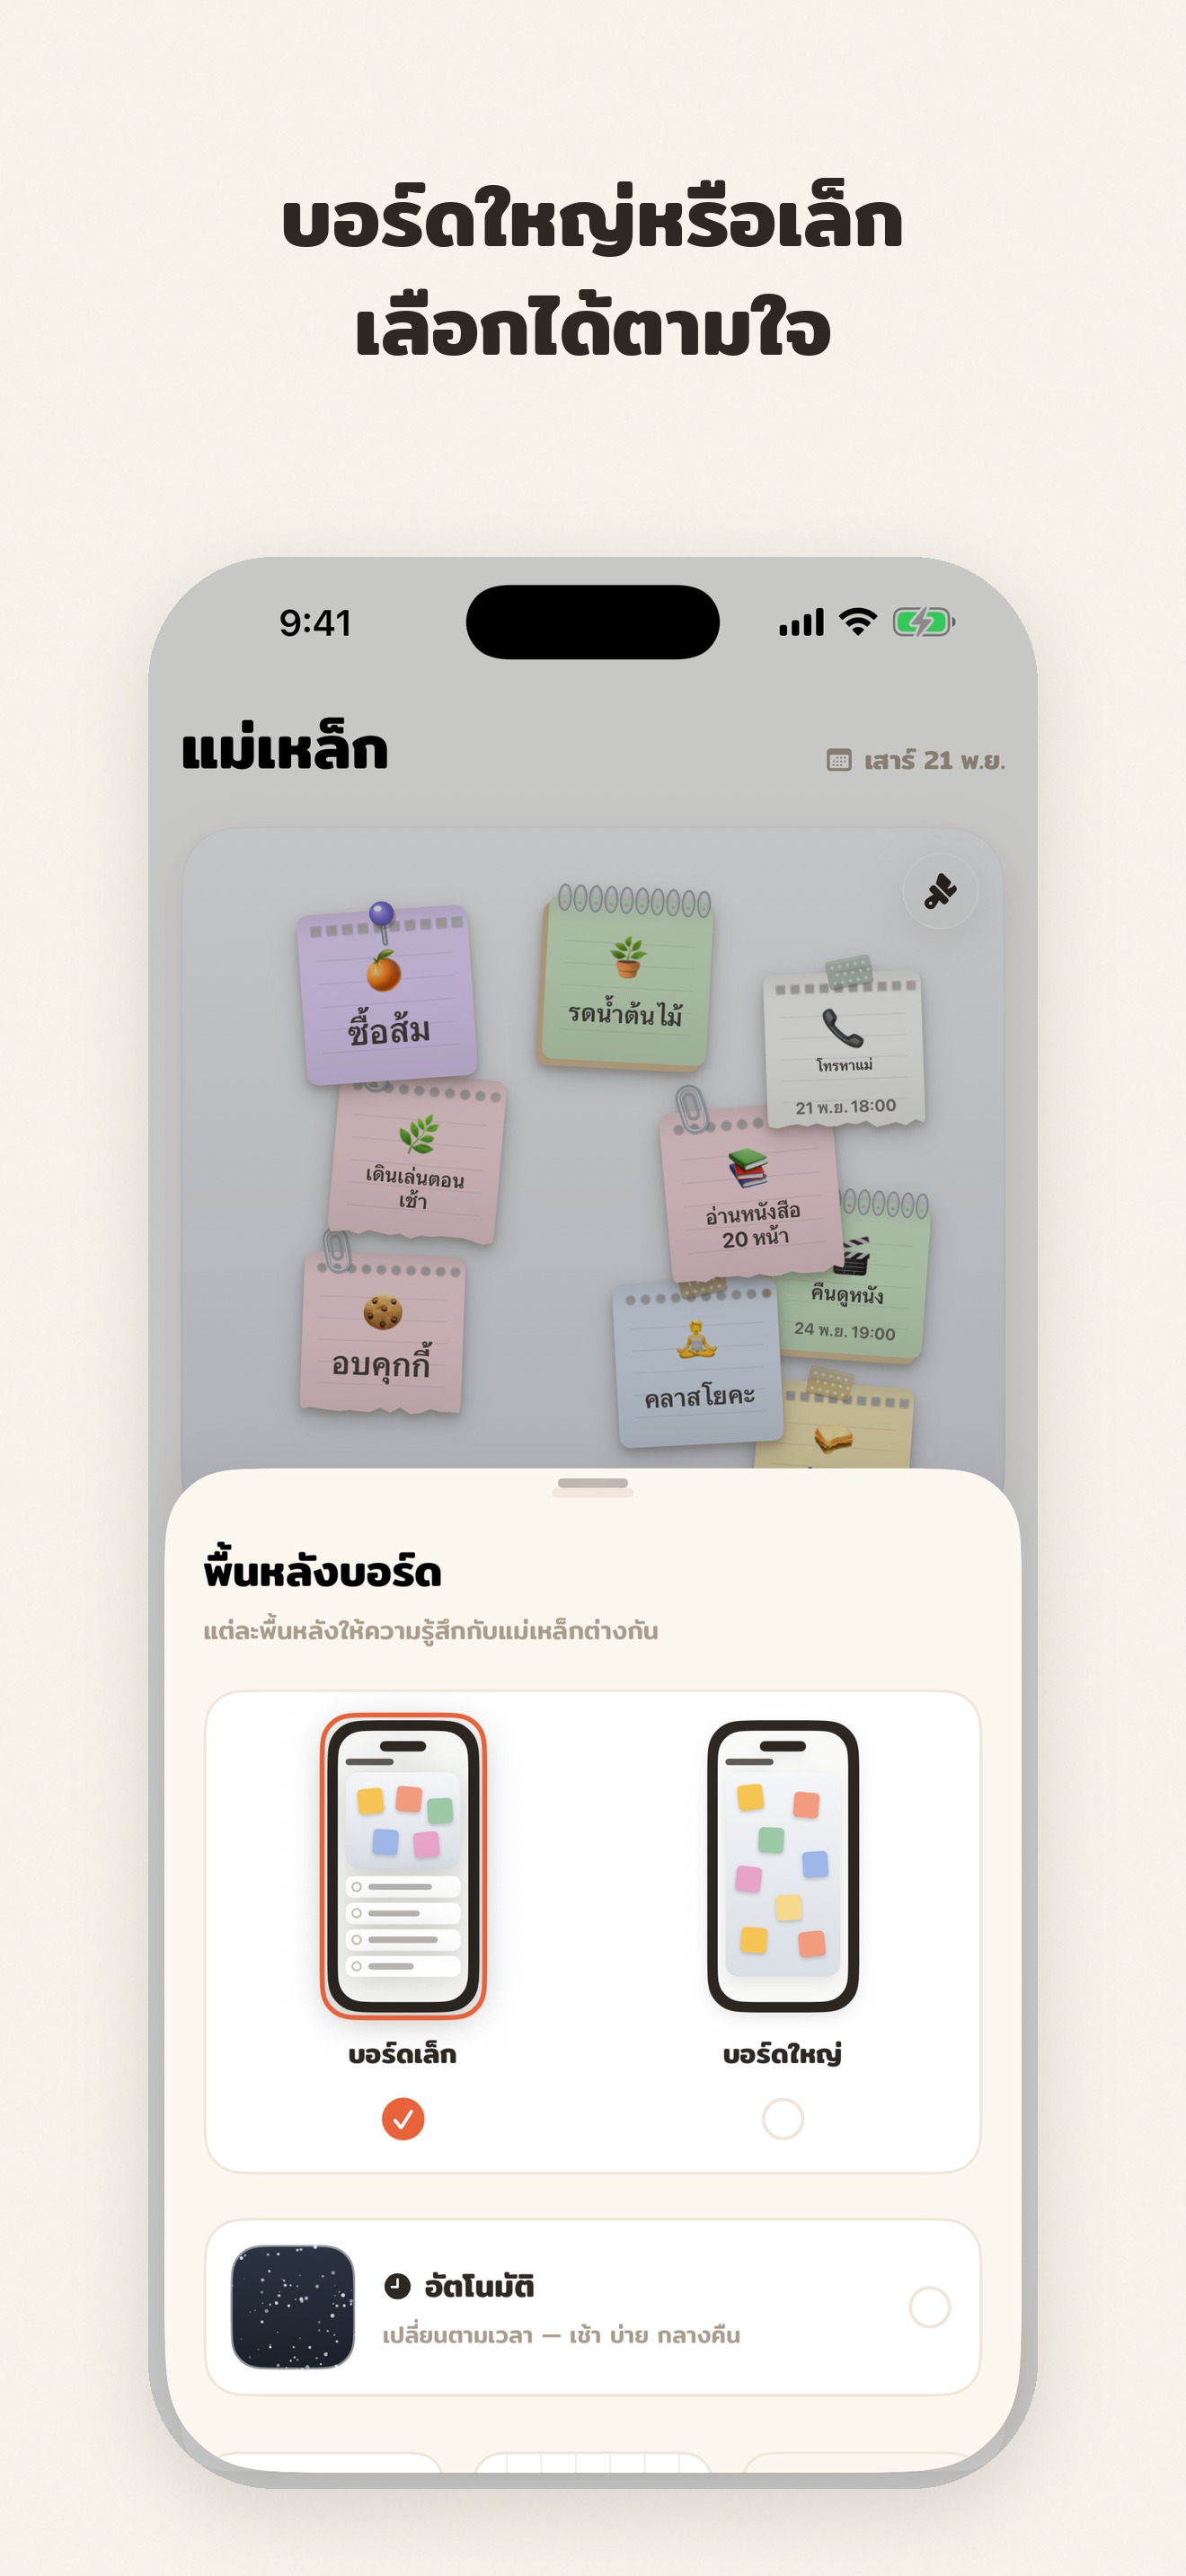 บอร์ดใหญ่หรือเล็ก
เลือกได้ตามใจ
9:41
แม่เหล็ก
เสาร์ 21 พ.ย.
ซื้อส้ม
รดน้ำต้นไม้
โทรหาแม่
21 พ.ย. 18:00
เดินเล่นตอน
เช้า
อ่านหนังสือ
20 หน้า
คืนดูหนัง
24 พ.ย. 19:00
อบคุกกี้
คลาสโยคะ
พื้นหลังบอร์ด
แต่ละพื้นหลังให้ความรู้สึกกับแม่เหล็กต่างกัน
บอร์ดเล็ก
บอร์ดใหญ่
อัตโนมัติ
เปลี่ยนตามเวลา — เช้า บ่าย กลางคืน